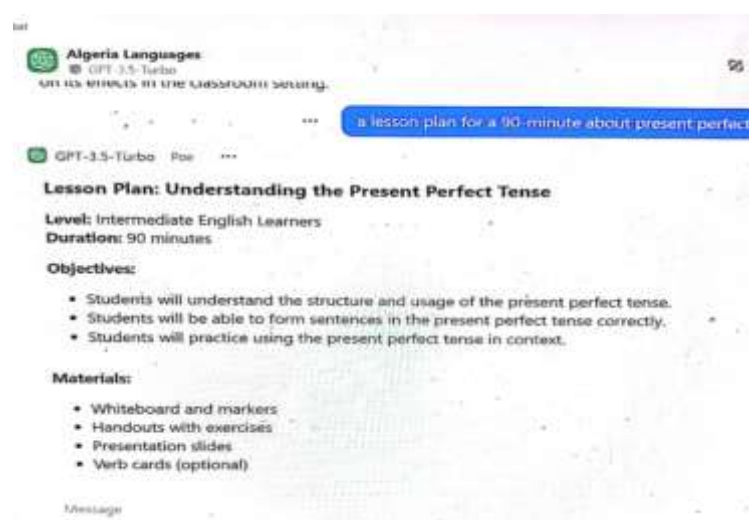 Algeria Languages
GPT-3.5-Turbo
on its effects in the classroom setting.
a lesson plan for a 90-minute about present perfect
GPT-3.5-Turbo Poe
Lesson Plan: Understanding the Present Perfect Tense
Level: Intermediate English Learners
Duration: 90 minutes
Objectives:
• Students will understand the structure and usage of the present perfect tense.
• Students will be able to form sentences in the present perfect tense correctly.
• Students will practice using the present perfect tense in context.
Materials:
• Whiteboard and markers
• Handouts with exercises
• Presentation slides
• Verb cards (optional)
Message